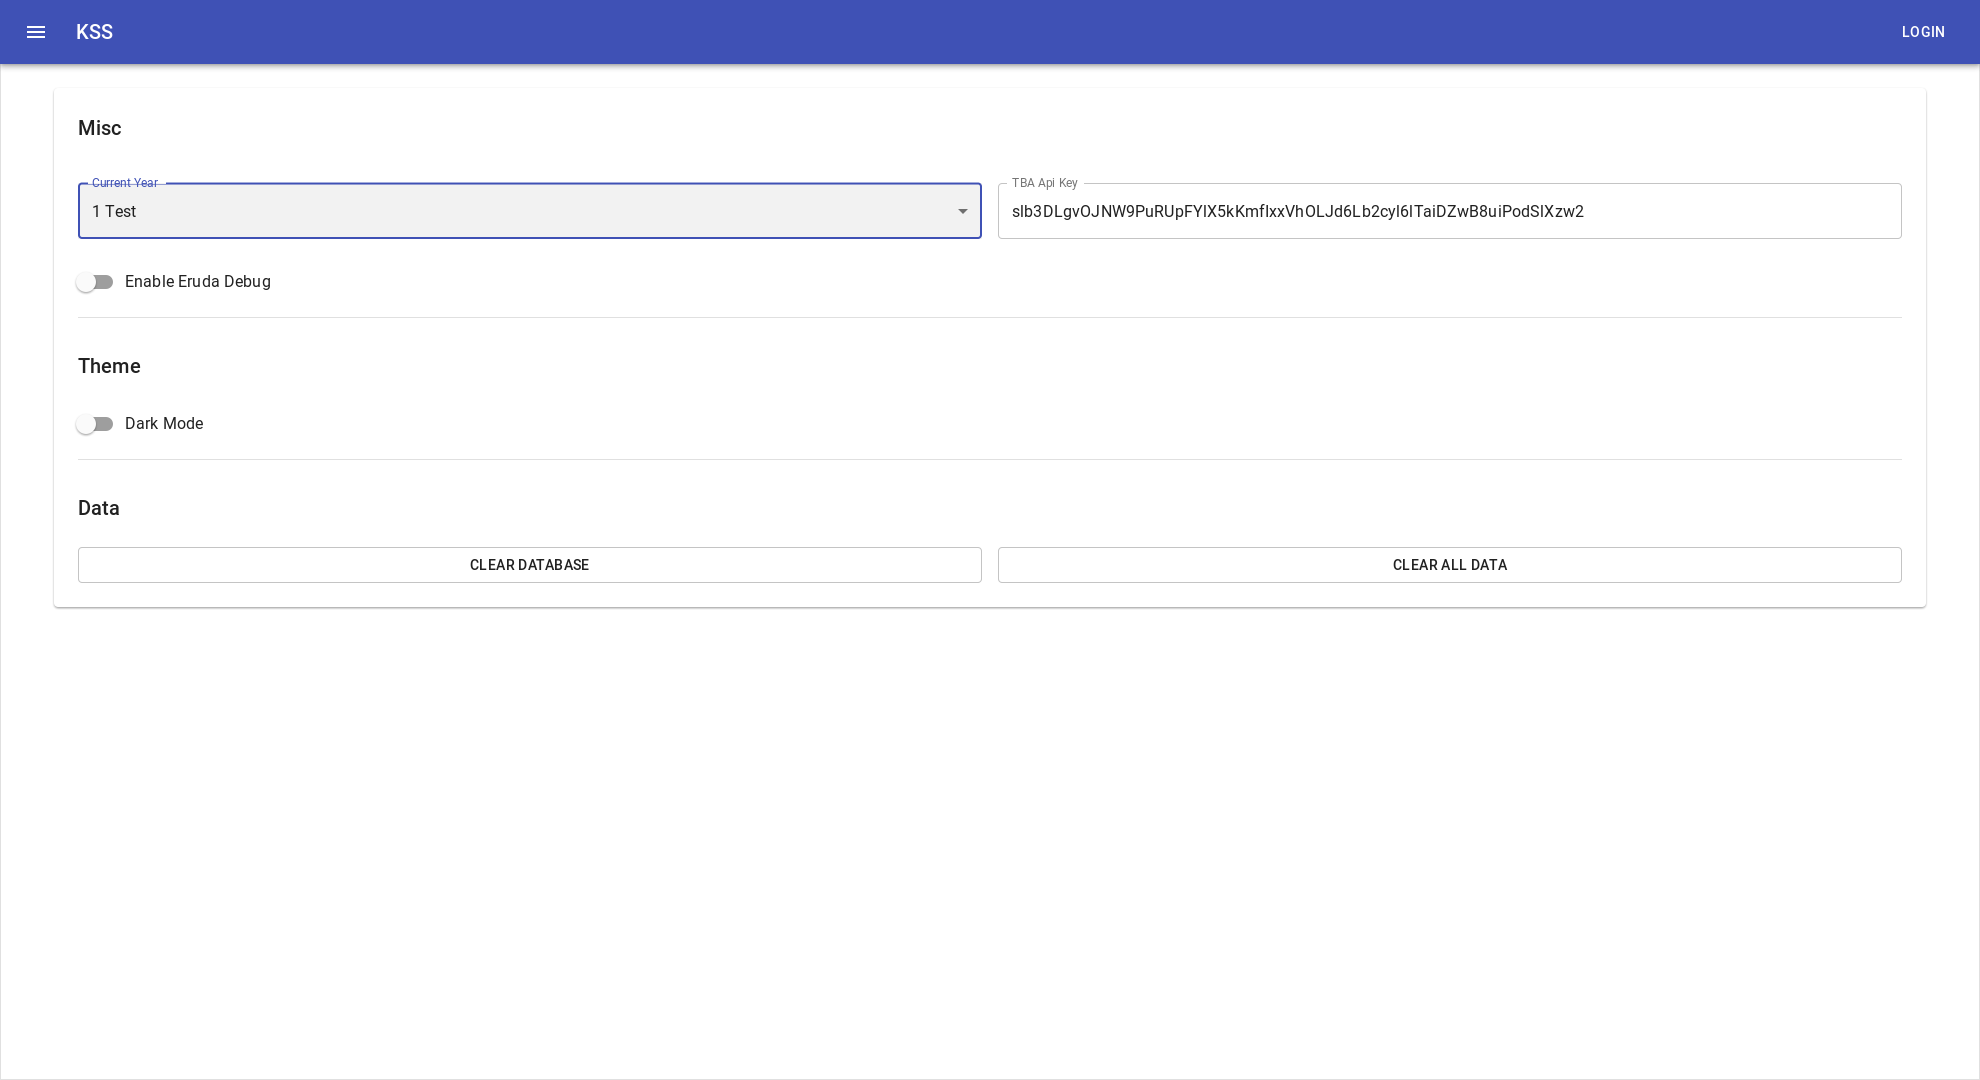 KSS
LOGIN
Misc
Current Year
1 Test
TBA Api Key
slb3DLgvOJNW9PuRUpFYlX5kKmfIxxVhOLJd6Lb2cyl6ITaiDZwB8uiPodSlXzw2
Enable Eruda Debug
Theme
Dark Mode
Data
CLEAR DATABASE
CLEAR ALL DATA